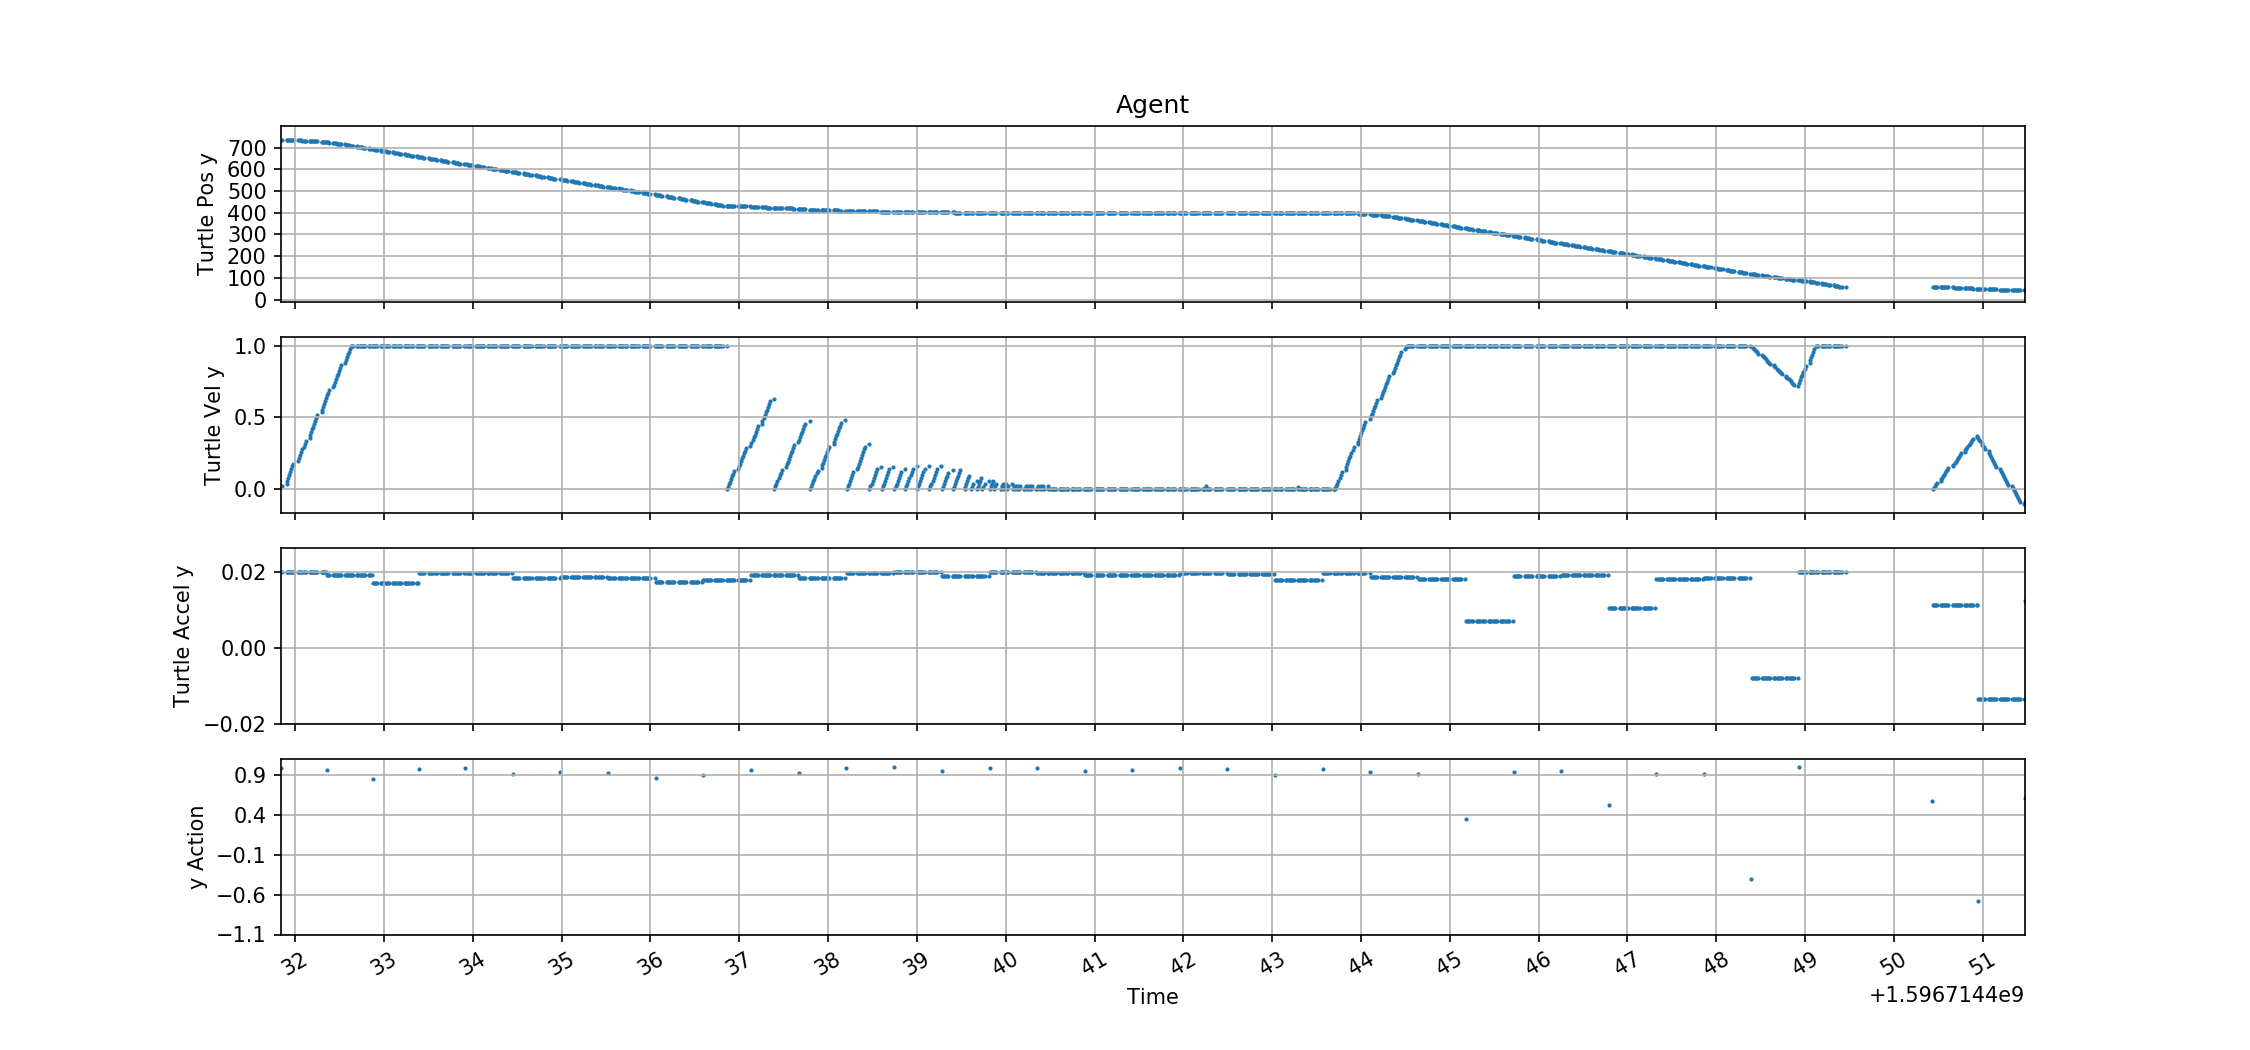 Agent
Turtle Pos y
700
600
500
400
300
200
100
0
Turtle Vel y
1.0
0.5
0.0
Turtle Accel y
0.02
0.00
−0.02
y Action
0.9
0.4
−0.1
−0.6
−1.1
32 33 34 35 36 37 38 39 40 41 42 43 44 45 46 47 48 49 50 51
Time
+1.5967144e9